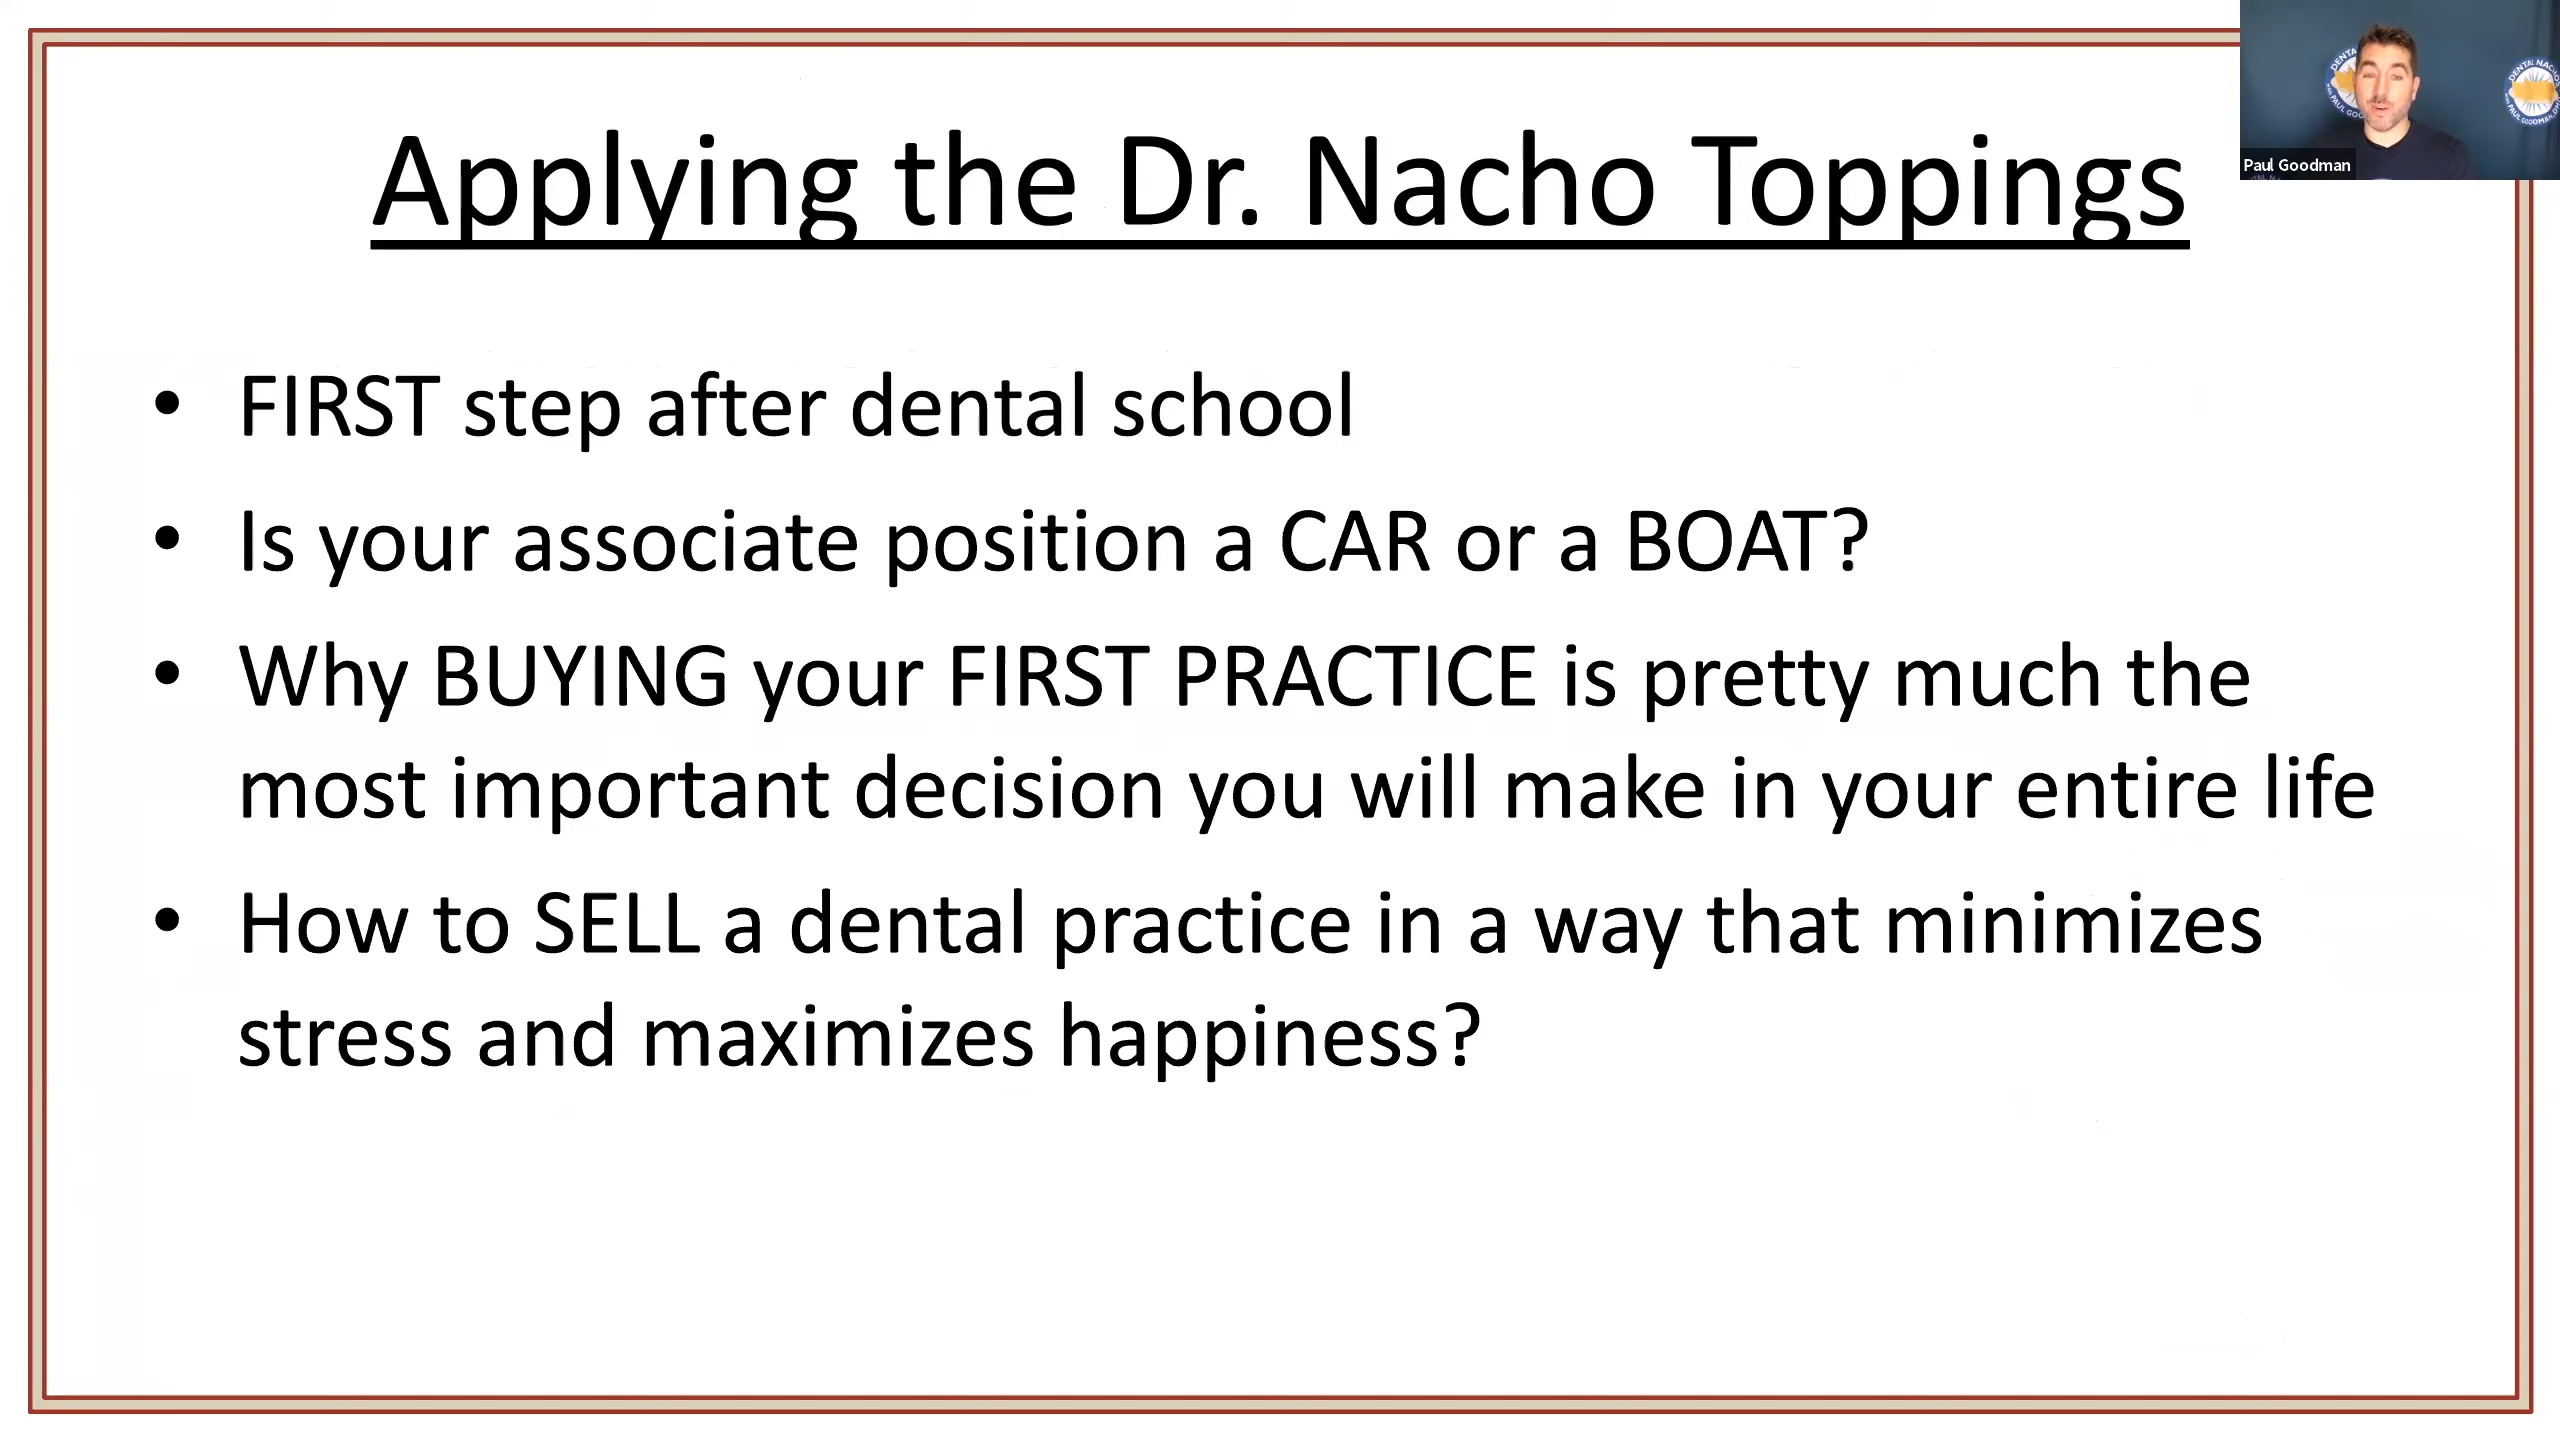 Applying the Dr. Nacho Toppings
• FIRST step after dental school
• Is your associate position a CAR or a BOAT?
• Why BUYING your FIRST PRACTICE is pretty much the
most important decision you will make in your entire life
• How to SELL a dental practice in a way that minimizes
stress and maximizes happiness?
Paul Goodman
DENTAL NACHOS